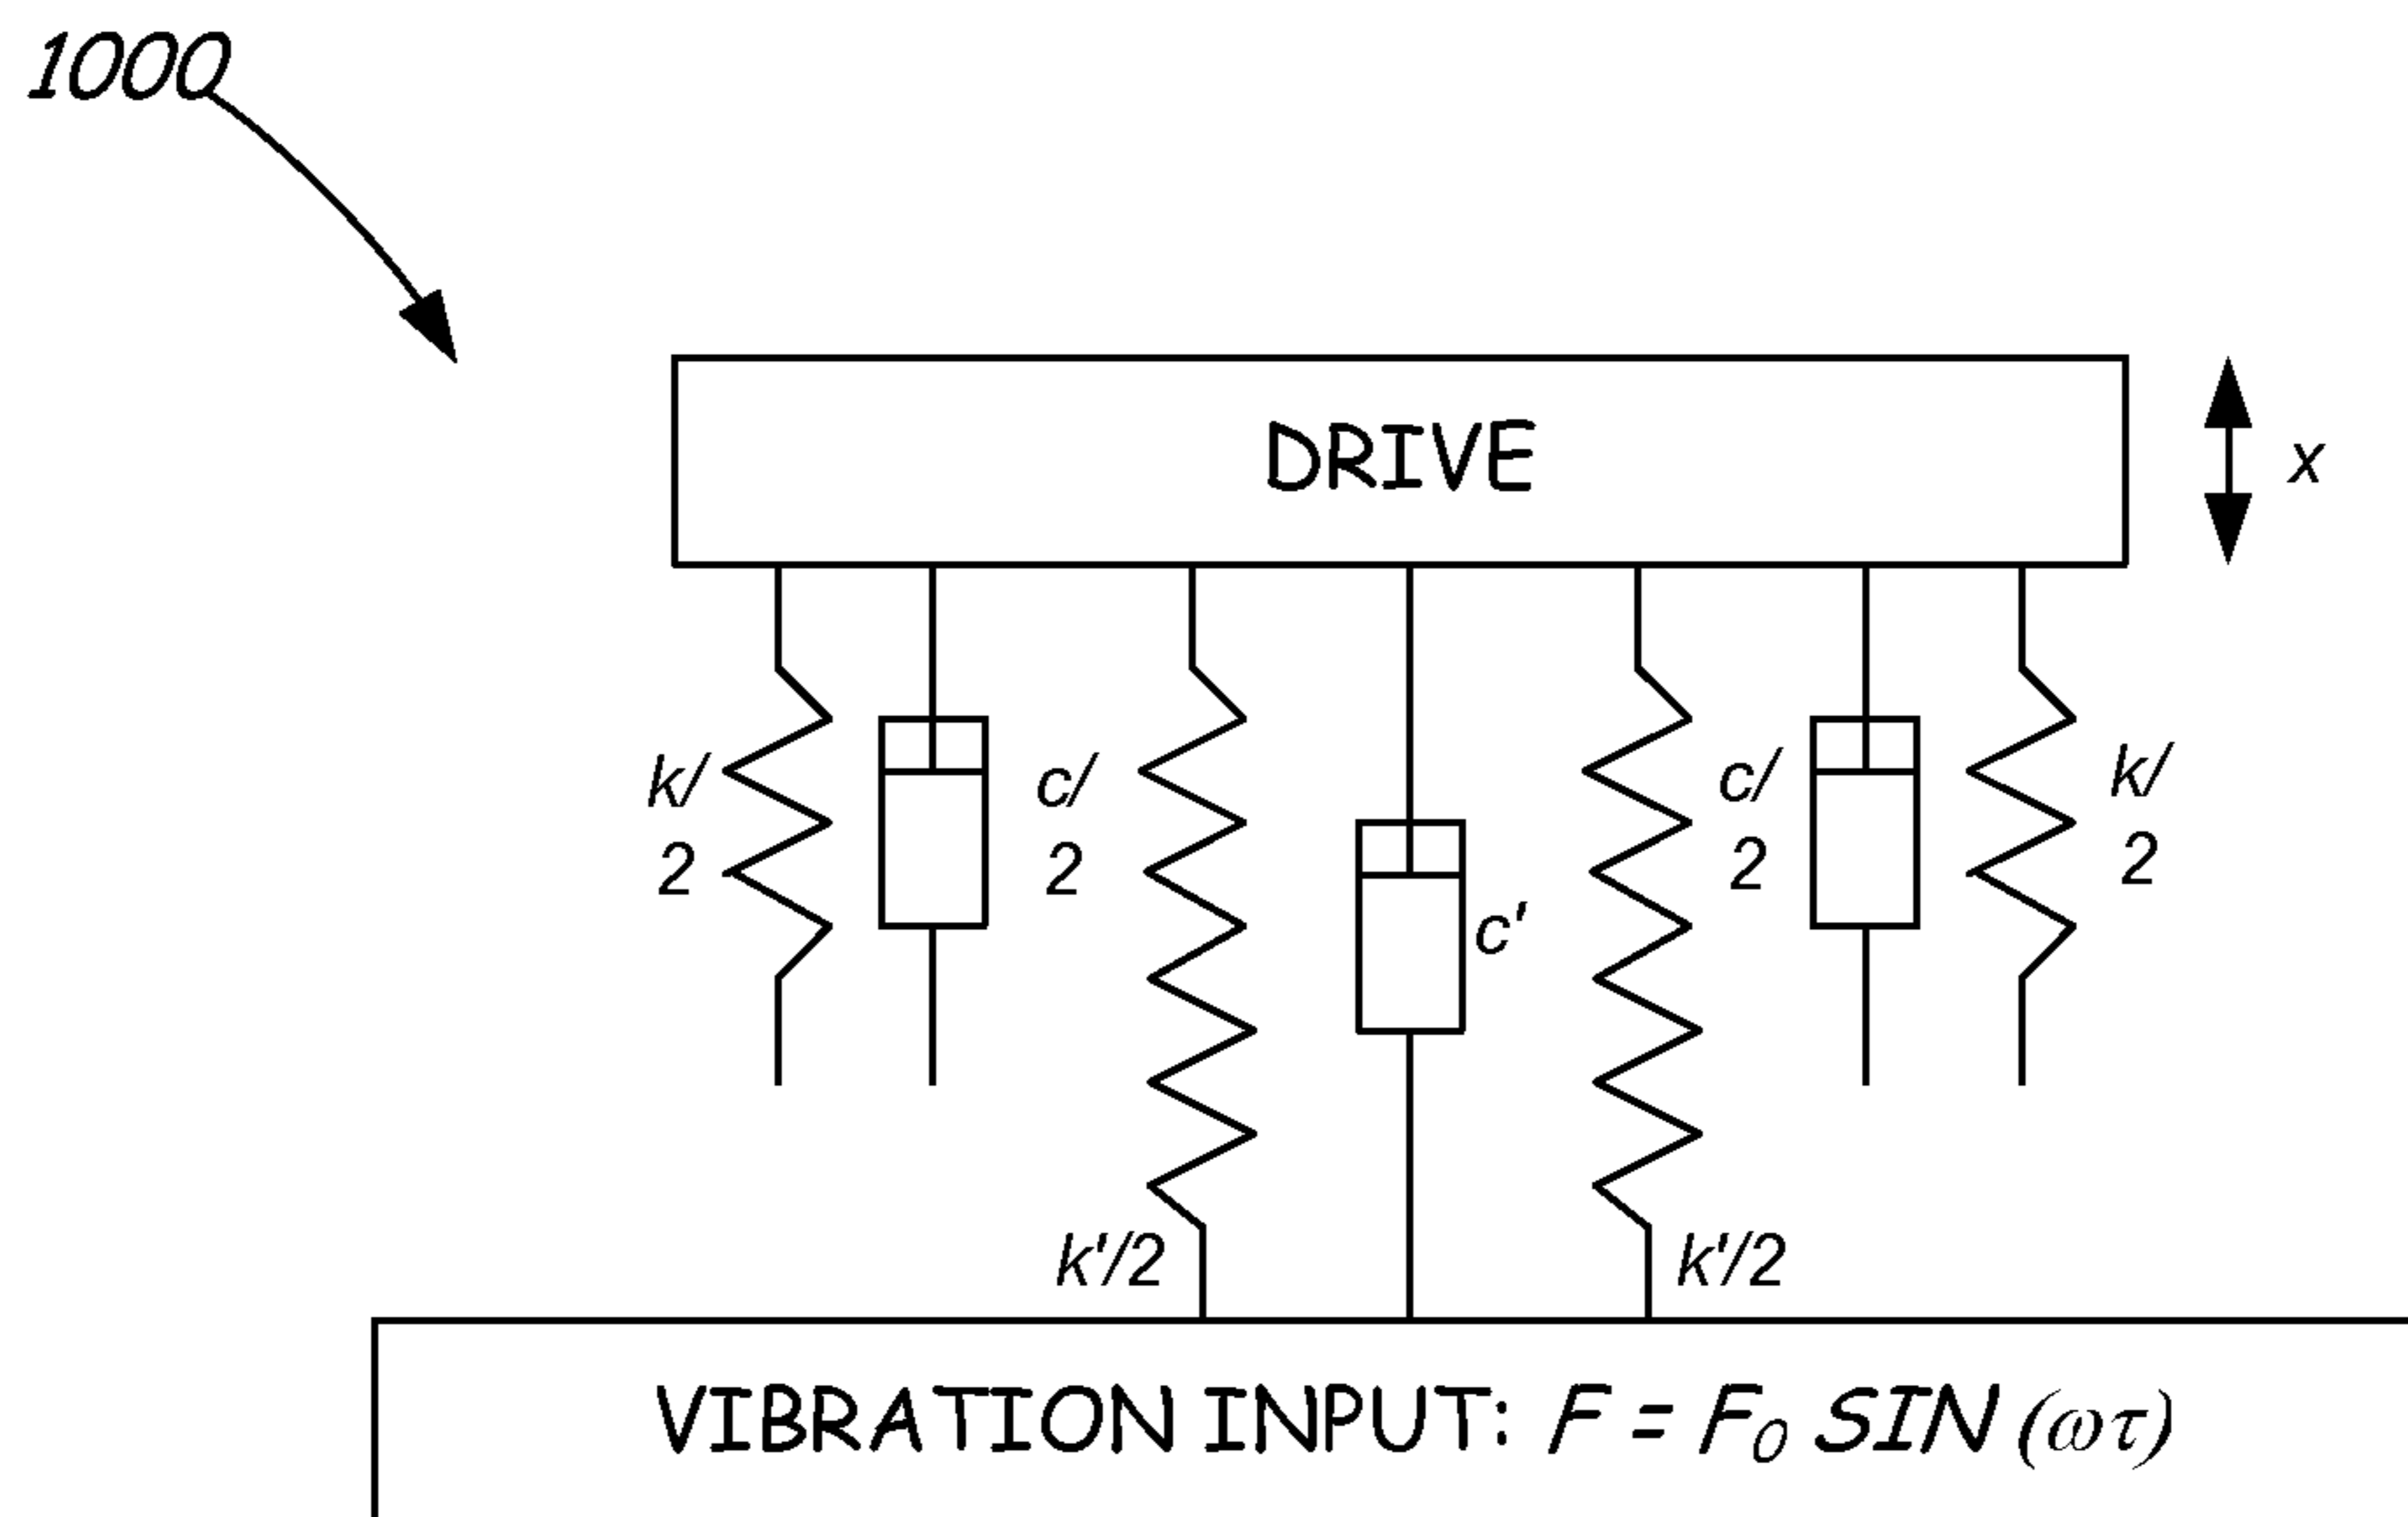 1000
DRIVE
x
k/
2
c/
2
c'
c/
2
k/
2
k'/2
k'/2
VIBRATION INPUT: F = F₀ SIN (ωτ)